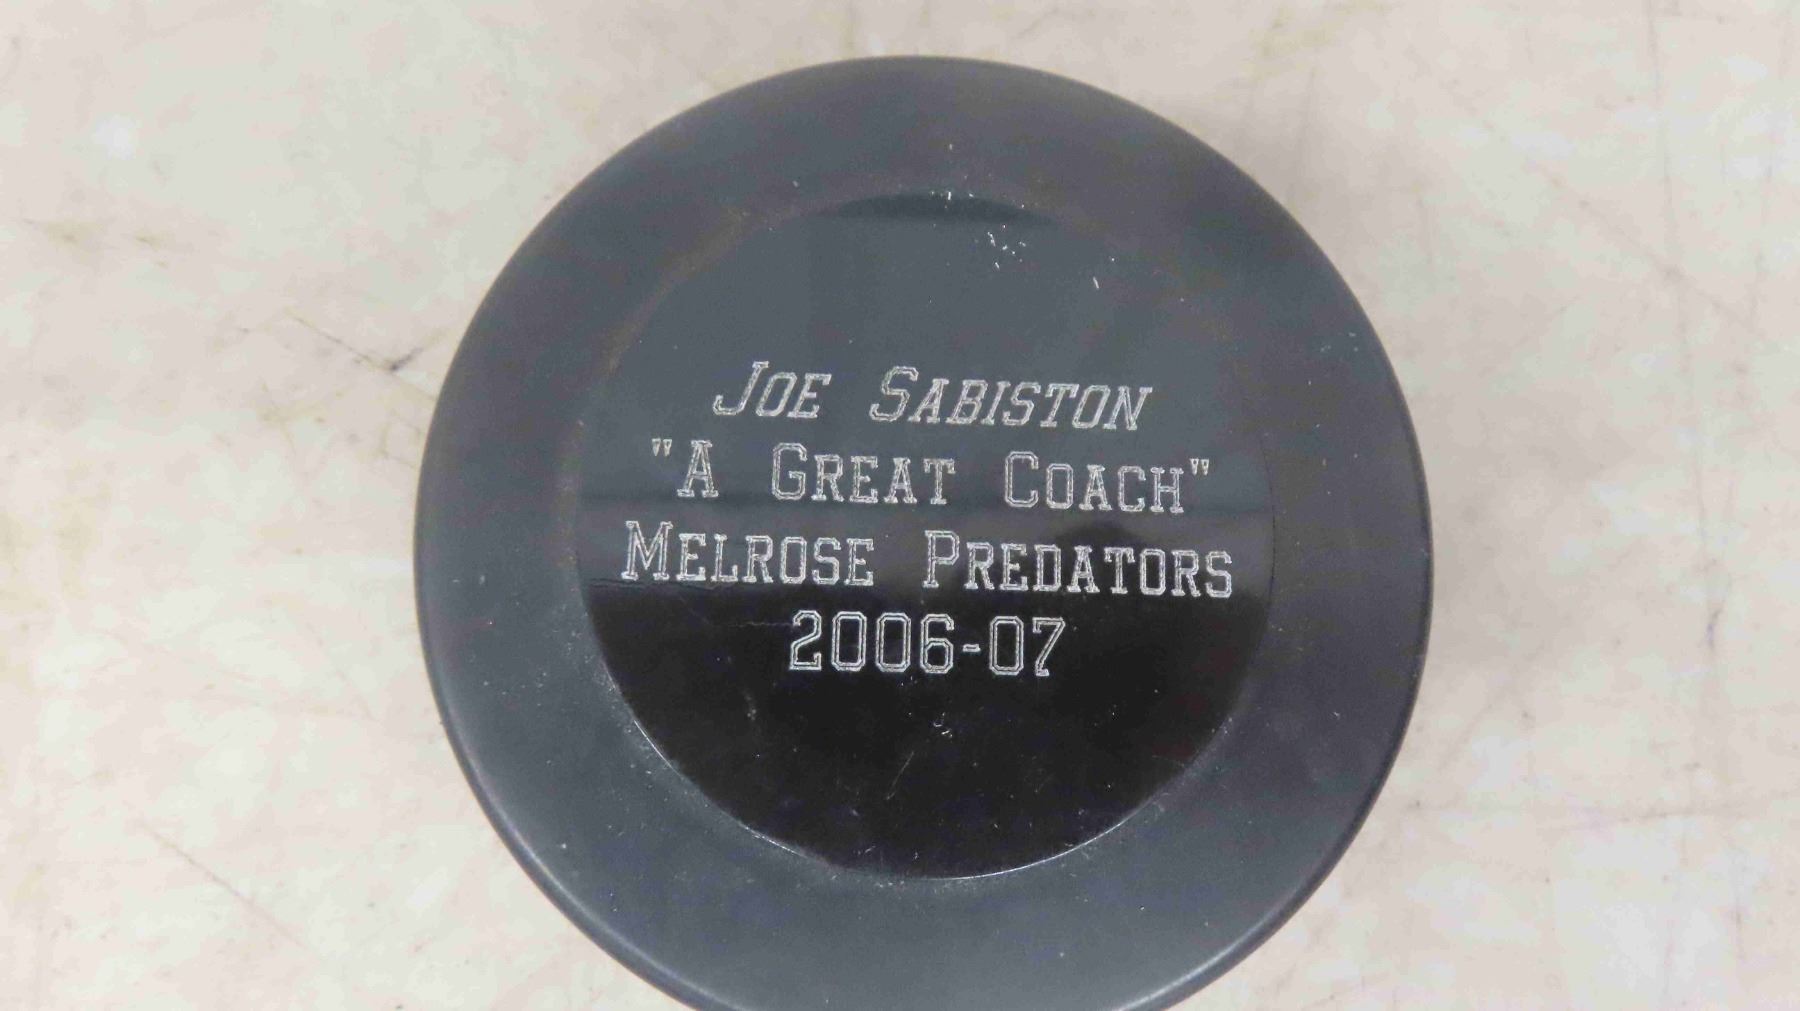 JOE SABISTON
"A GREAT COACH"
MELROSE PREDATORS
2006-07